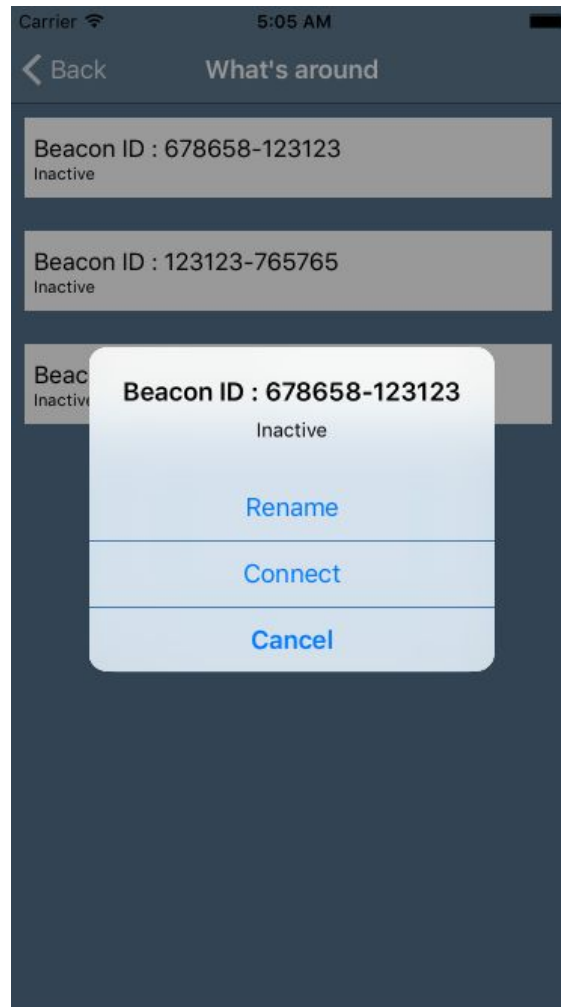 Carrier 5:05 AM
Back What's around
Beacon ID : 678658-123123
Inactive
Beacon ID : 123123-765765
Inactive
Beac
Inactive
Beacon ID : 678658-123123
Inactive
Rename
Connect
Cancel